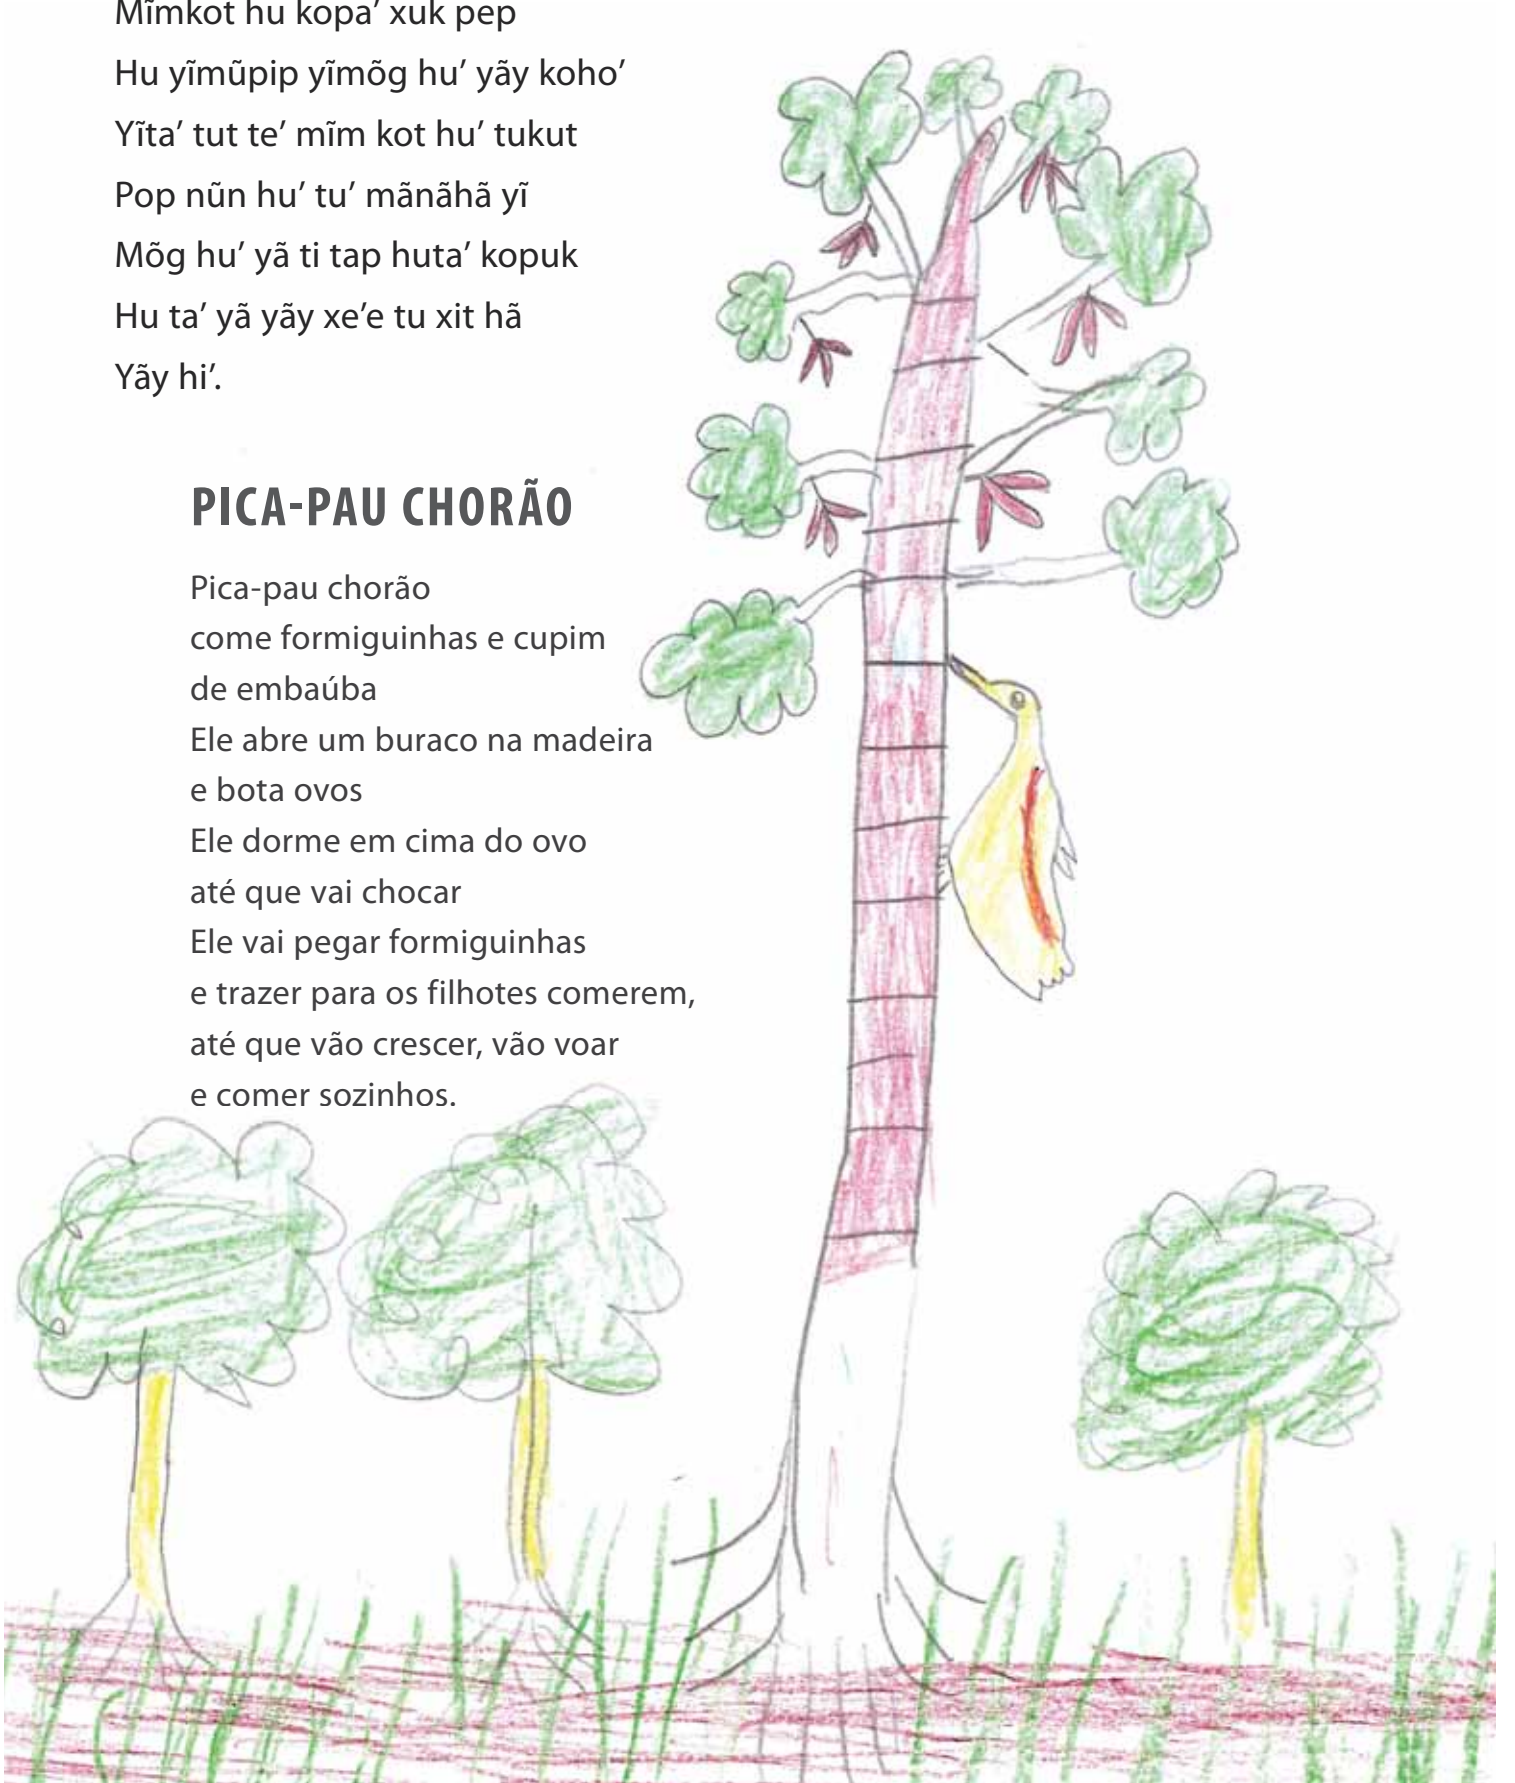 Mĩmkot hu kopa’ xuk pep
Hu yĩmũpip yĩmõg hu’ yãy koho’
Yĩta’ tut te’ mĩm kot hu’ tukut
Pop nũn hu’ tu’ mãnãhã yĩ
Mõg hu’ yã ti tap huta’ kopuk
Hu ta’ yã yãy xe’e tu xit hã
Yãy hi’.
PICA-PAU CHORÃO
Pica-pau chorão
come formiguinhas e cupim
de embaúba
Ele abre um buraco na madeira
e bota ovos
Ele dorme em cima do ovo
até que vai chocar
Ele vai pegar formiguinhas
e trazer para os filhotes comerem,
até que vão crescer, vão voar
e comer sozinhos.